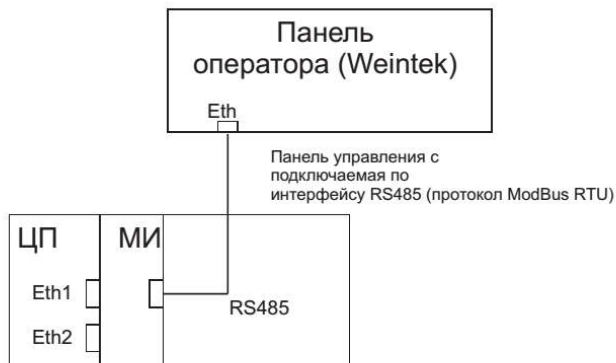 Панель
оператора (Weintek)
Eth
Панель управления с
подключаемая по
интерфейсу RS485 (протокол ModBus RTU)
ЦП
МИ
Eth1
RS485
Eth2